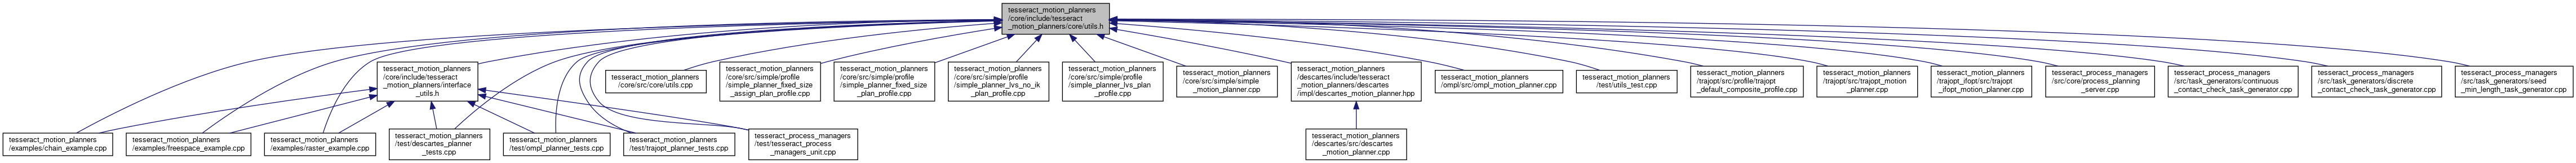 tesseract_motion_planners
/core/include/tesseract
_motion_planners/core/utils.h
tesseract_motion_planners
/core/include/tesseract
_motion_planners/interface
_utils.h
tesseract_motion_planners
/core/src/core/utils.cpp
tesseract_motion_planners
/core/src/simple/profile
/simple_planner_fixed_size
_assign_plan_profile.cpp
tesseract_motion_planners
/core/src/simple/profile
/simple_planner_fixed_size
_plan_profile.cpp
tesseract_motion_planners
/core/src/simple/profile
/simple_planner_lvs_no_ik
_plan_profile.cpp
tesseract_motion_planners
/core/src/simple/profile
/simple_planner_lvs_plan
_profile.cpp
tesseract_motion_planners
/core/src/simple/simple
_motion_planner.cpp
tesseract_motion_planners
/descartes/include/tesseract
_motion_planners/descartes
/impl/descartes_motion_planner.hpp
tesseract_motion_planners
/ompl/src/ompl_motion_planner.cpp
tesseract_motion_planners
/test/utils_test.cpp
tesseract_motion_planners
/trajopt/src/profile/trajopt
_default_composite_profile.cpp
tesseract_motion_planners
/trajopt/src/trajopt_motion
_planner.cpp
tesseract_motion_planners
/trajopt_ifopt/src/trajopt
_ifopt_motion_planner.cpp
tesseract_process_managers
/src/core/process_planning
_server.cpp
tesseract_process_managers
/src/task_generators/continuous
_contact_check_task_generator.cpp
tesseract_process_managers
/src/task_generators/discrete
_contact_check_task_generator.cpp
tesseract_process_managers
/src/task_generators/seed
_min_length_task_generator.cpp
tesseract_motion_planners
/examples/chain_example.cpp
tesseract_motion_planners
/examples/freespace_example.cpp
tesseract_motion_planners
/examples/raster_example.cpp
tesseract_motion_planners
/test/descartes_planner
_tests.cpp
tesseract_motion_planners
/test/ompl_planner_tests.cpp
tesseract_motion_planners
/test/trajopt_planner_tests.cpp
tesseract_process_managers
/test/tesseract_process
_managers_unit.cpp
tesseract_motion_planners
/descartes/src/descartes
_motion_planner.cpp